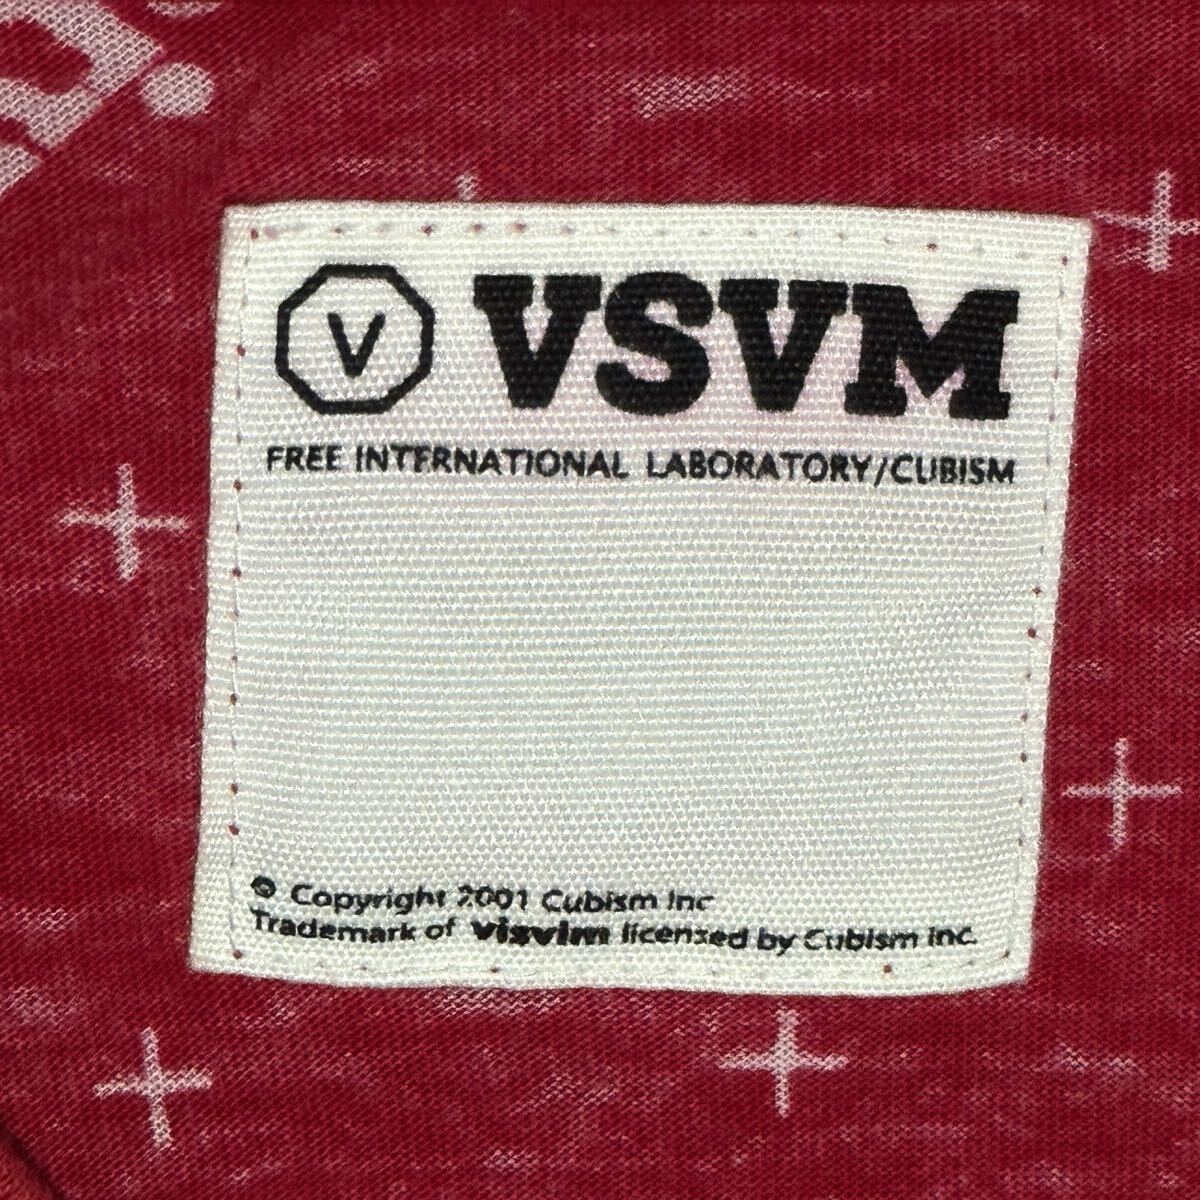 V VSVM
FREE INTERNATIONAL LABORATORY/CUBISM
© Copyright 2001 Cubism Inc
Trademark of visvim licensed by Cubism Inc.